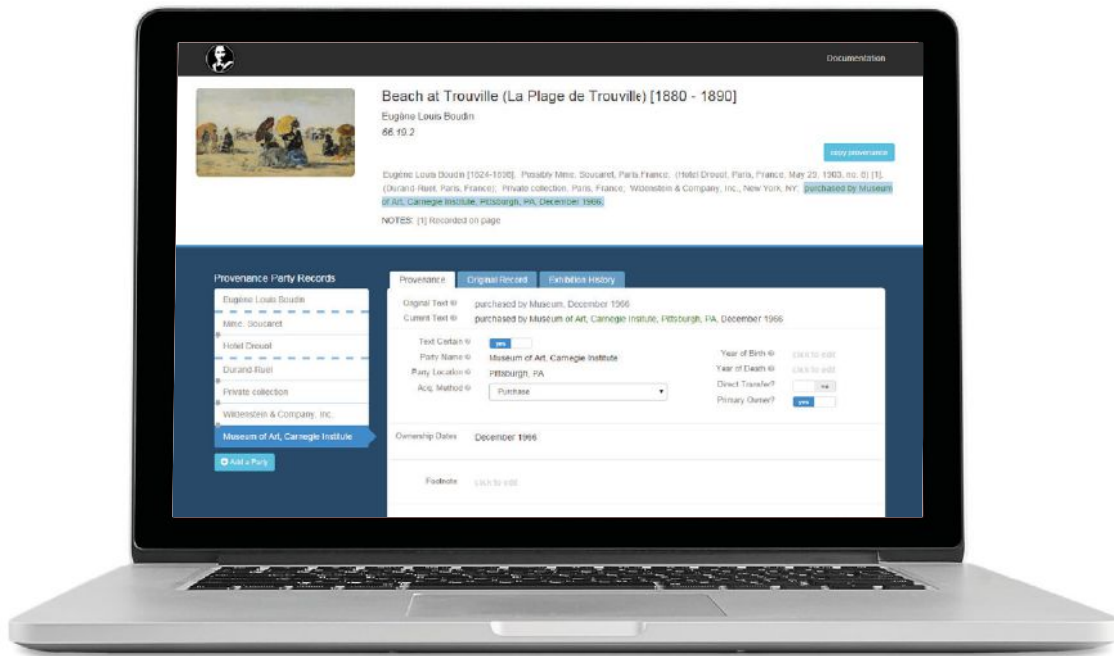 Documentation
Beach at Trouville (La Plage de Trouville) [1880 - 1890]
Eugène Louis Boudin
66.19.2
copy provenance
Eugène Louis Boudin [1824-1898]. Possibly Mme. Soucaret, Paris, France. (Hotel Drouot, Paris, France, May 29, 1903, no. 6) [1].
(Durand-Ruel, Paris, France); Private collection, Paris, France; Wildenstein & Company, Inc., New York, NY; purchased by Museum
of Art, Carnegie Institute, Pittsburgh, PA, December 1966.
NOTES: [1] Recorded on page
Provenance Party Records
Eugène Louis Boudin
Mme. Soucaret
Hotel Drouot
Durand-Ruel
Private collection
Wildenstein & Company, Inc.
Museum of Art, Carnegie Institute
Add a Party
Provenance Original Record Exhibition History
Original Text purchased by Museum, December 1966
Current Text purchased by Museum of Art, Carnegie Institute, Pittsburgh, PA, December 1966
Text Certain yes
Party Name Museum of Art, Carnegie Institute
Party Location Pittsburgh, PA
Acq. Method Purchase
Year of Birth click to edit
Year of Death click to edit
Direct Transfer? no
Primary Owner? yes
Ownership Dates December 1966
Footnote click to edit